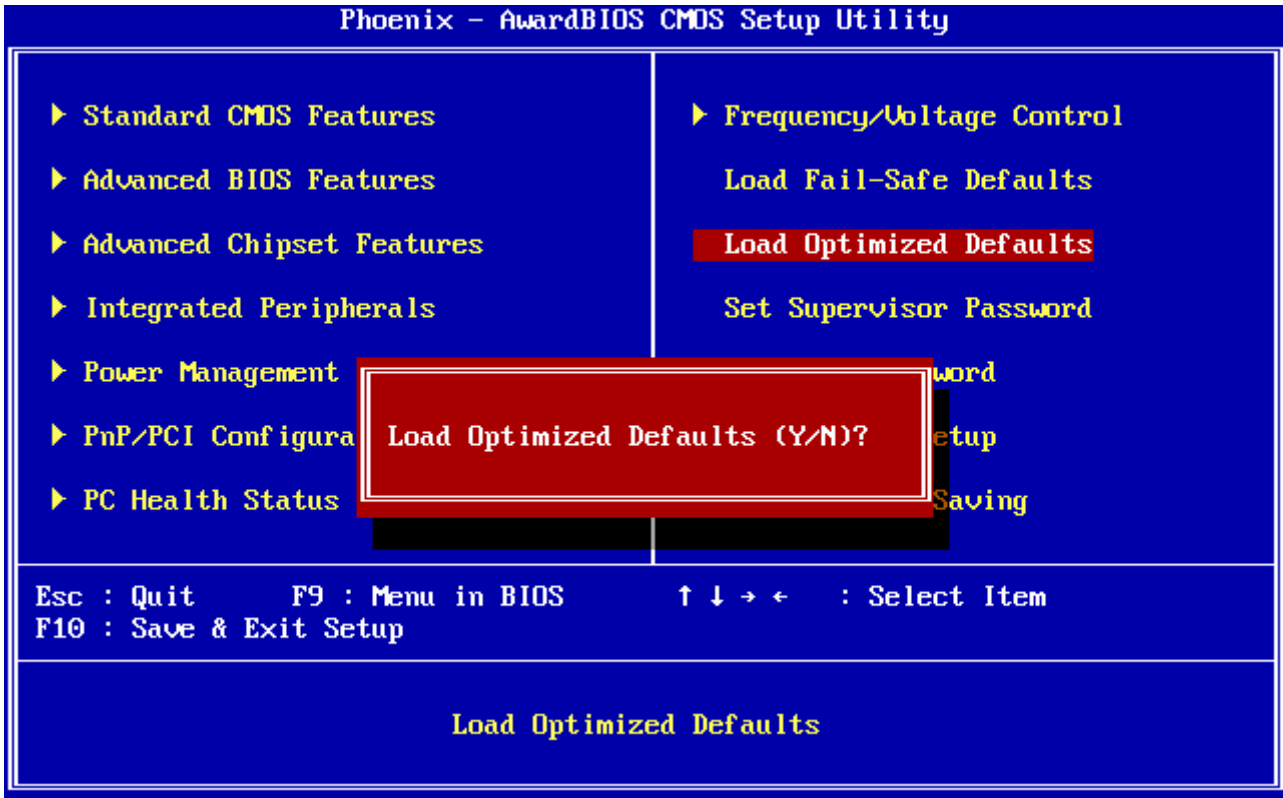 Phoenix - AwardBIOS CMOS Setup Utility
Standard CMOS Features
Advanced BIOS Features
Advanced Chipset Features
Integrated Peripherals
Power Management
PnP/PCI Configura
PC Health Status
Frequency/Voltage Control
Load Fail-Safe Defaults
Load Optimized Defaults
Set Supervisor Password
word
etup
Saving
Load Optimized Defaults (Y/N)?
Esc : Quit F9 : Menu in BIOS ↑ ↓ → ← : Select Item
F10 : Save & Exit Setup
Load Optimized Defaults